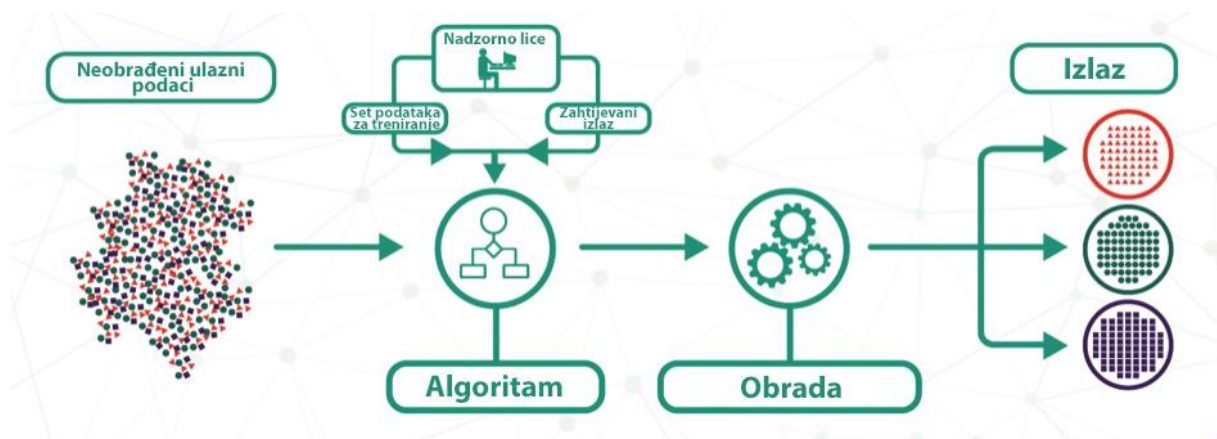 Neobrađeni ulazni
podaci
Nadzorno lice
Set podataka
za treniranje
Zahtijevani
izlaz
Izlaz
Algoritam
Obrada